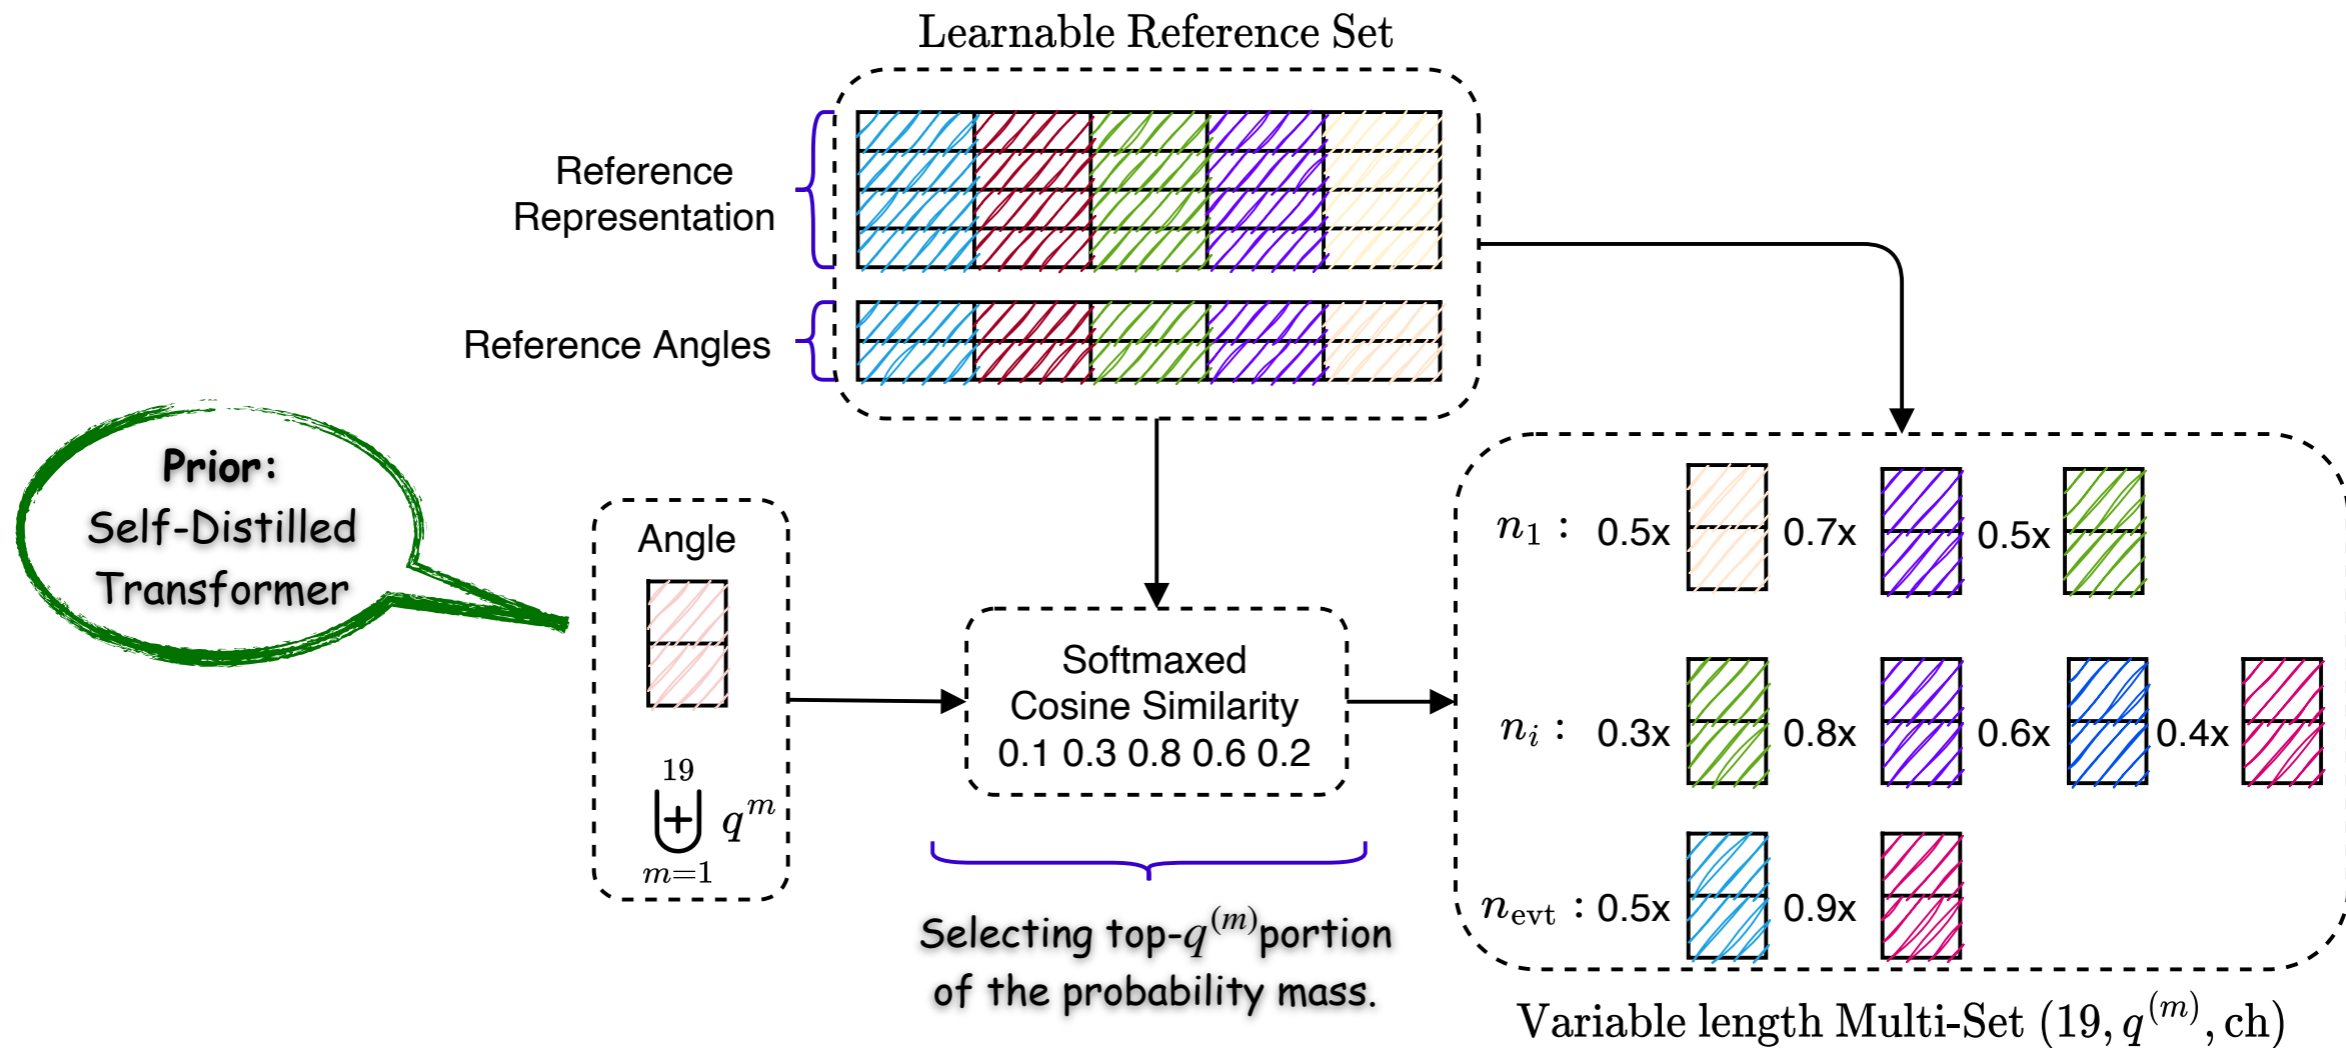 Learnable Reference Set
Reference
Representation
Reference Angles
Prior:
Self-Distilled
Transformer
Angle
19
⊎ q^m
m=1
Softmaxed
Cosine Similarity
0.1 0.3 0.8 0.6 0.2
Selecting top-q^(m) portion
of the probability mass.
n_1 : 0.5x 0.7x 0.5x
n_i : 0.3x 0.8x 0.6x 0.4x
n_evt : 0.5x 0.9x
Variable length Multi-Set (19, q^(m), ch)